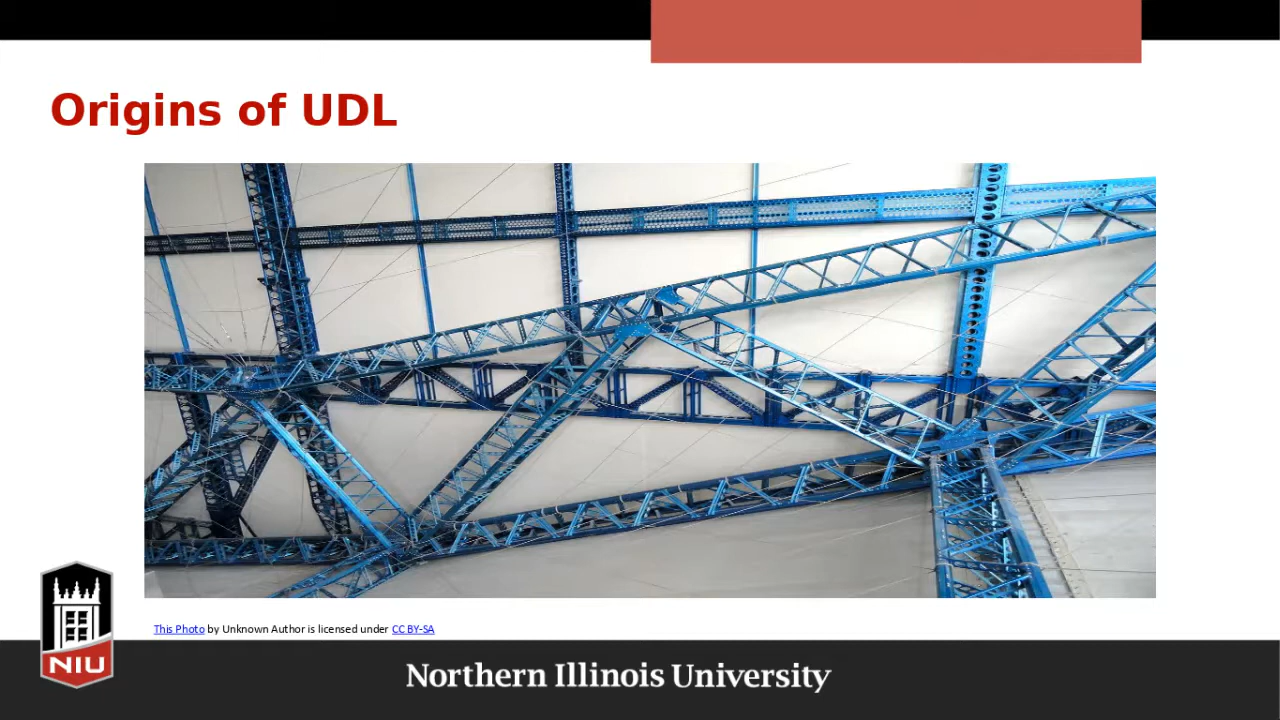 Origins of UDL
This Photo by Unknown Author is licensed under CC BY-SA
NIU
Northern Illinois University